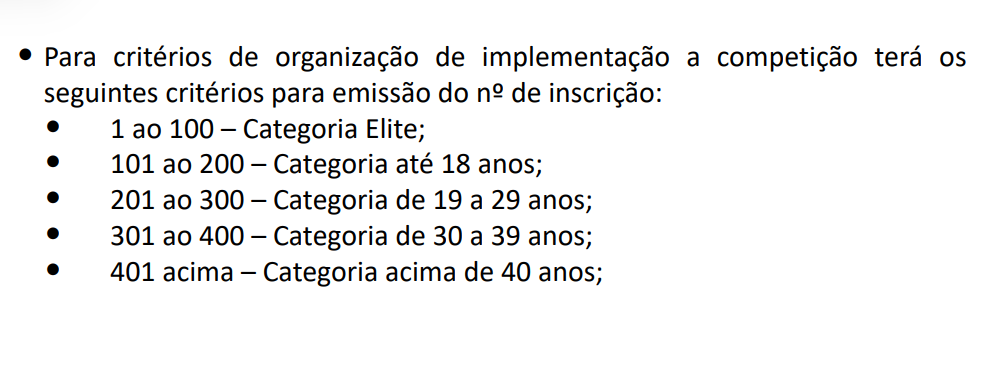 • Para critérios de organização de implementação a competição terá os
seguintes critérios para emissão do nº de inscrição:
• 1 ao 100 – Categoria Elite;
• 101 ao 200 – Categoria até 18 anos;
• 201 ao 300 – Categoria de 19 a 29 anos;
• 301 ao 400 – Categoria de 30 a 39 anos;
• 401 acima – Categoria acima de 40 anos;